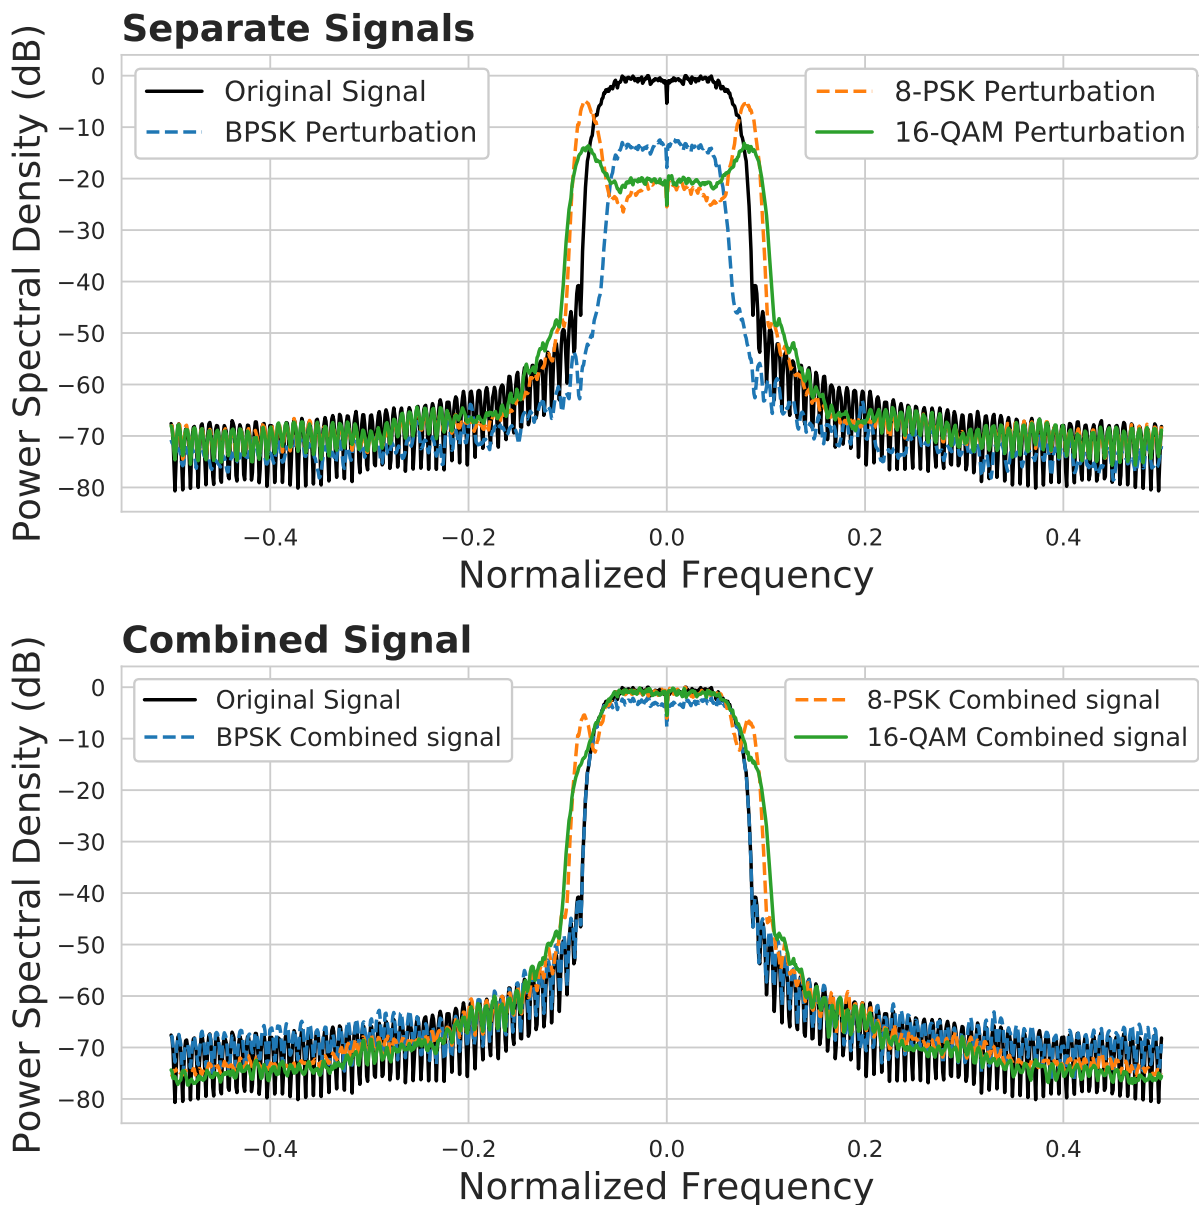 Separate Signals
Power Spectral Density (dB)
Original Signal
BPSK Perturbation
8-PSK Perturbation
16-QAM Perturbation
0
−10
−20
−30
−40
−50
−60
−70
−80
−0.4
−0.2
0.0
0.2
0.4
Normalized Frequency
Combined Signal
Power Spectral Density (dB)
Original Signal
BPSK Combined signal
8-PSK Combined signal
16-QAM Combined signal
0
−10
−20
−30
−40
−50
−60
−70
−80
−0.4
−0.2
0.0
0.2
0.4
Normalized Frequency